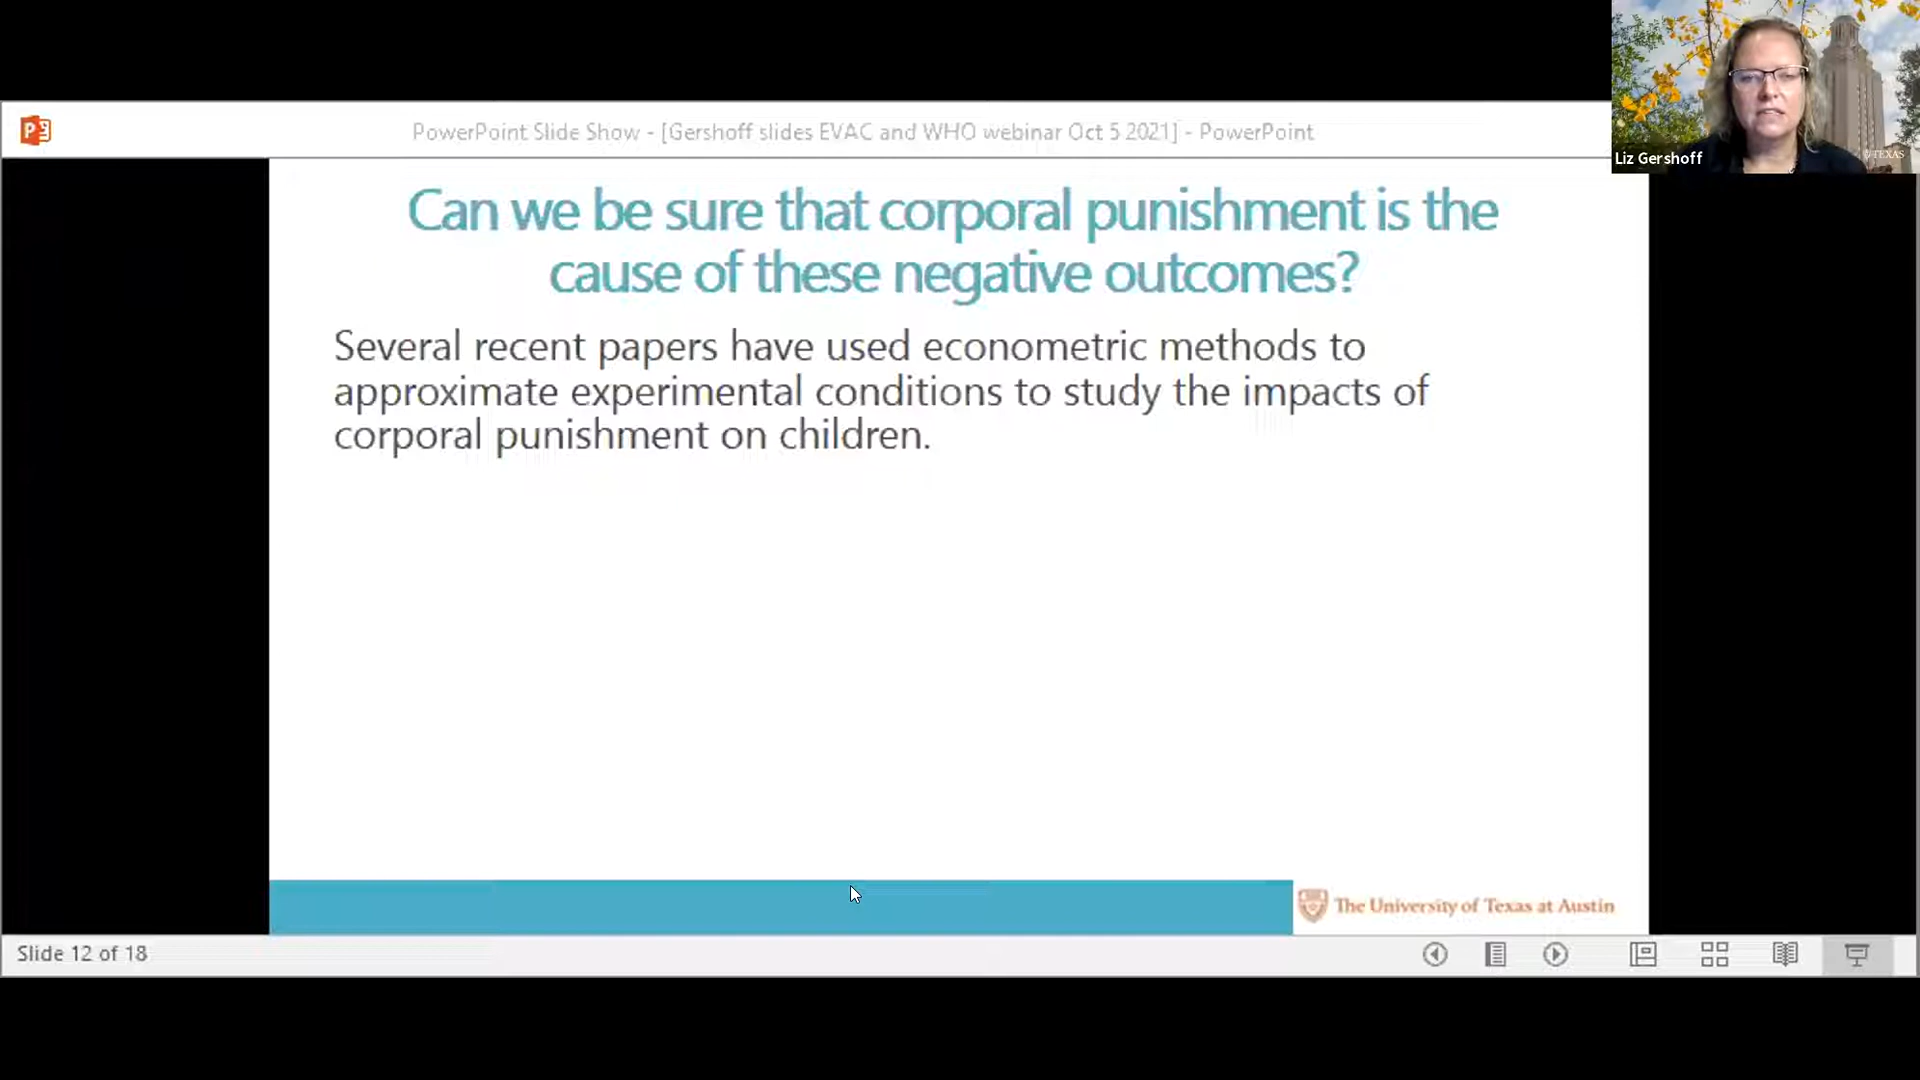 PowerPoint Slide Show - [Gershoff slides EVAC and WHO webinar Oct 5 2021] - PowerPoint
Liz Gershoff
TEXAS
Can we be sure that corporal punishment is the
cause of these negative outcomes?
Several recent papers have used econometric methods to
approximate experimental conditions to study the impacts of
corporal punishment on children.
The University of Texas at Austin
Slide 12 of 18